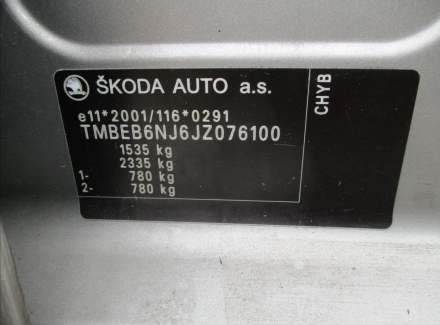 ŠKODA AUTO a.s.
e11*2001/116*0291
TMBEB6NJ6JZ076100
1535 kg
2335 kg
1- 780 kg
2- 780 kg
CHYB